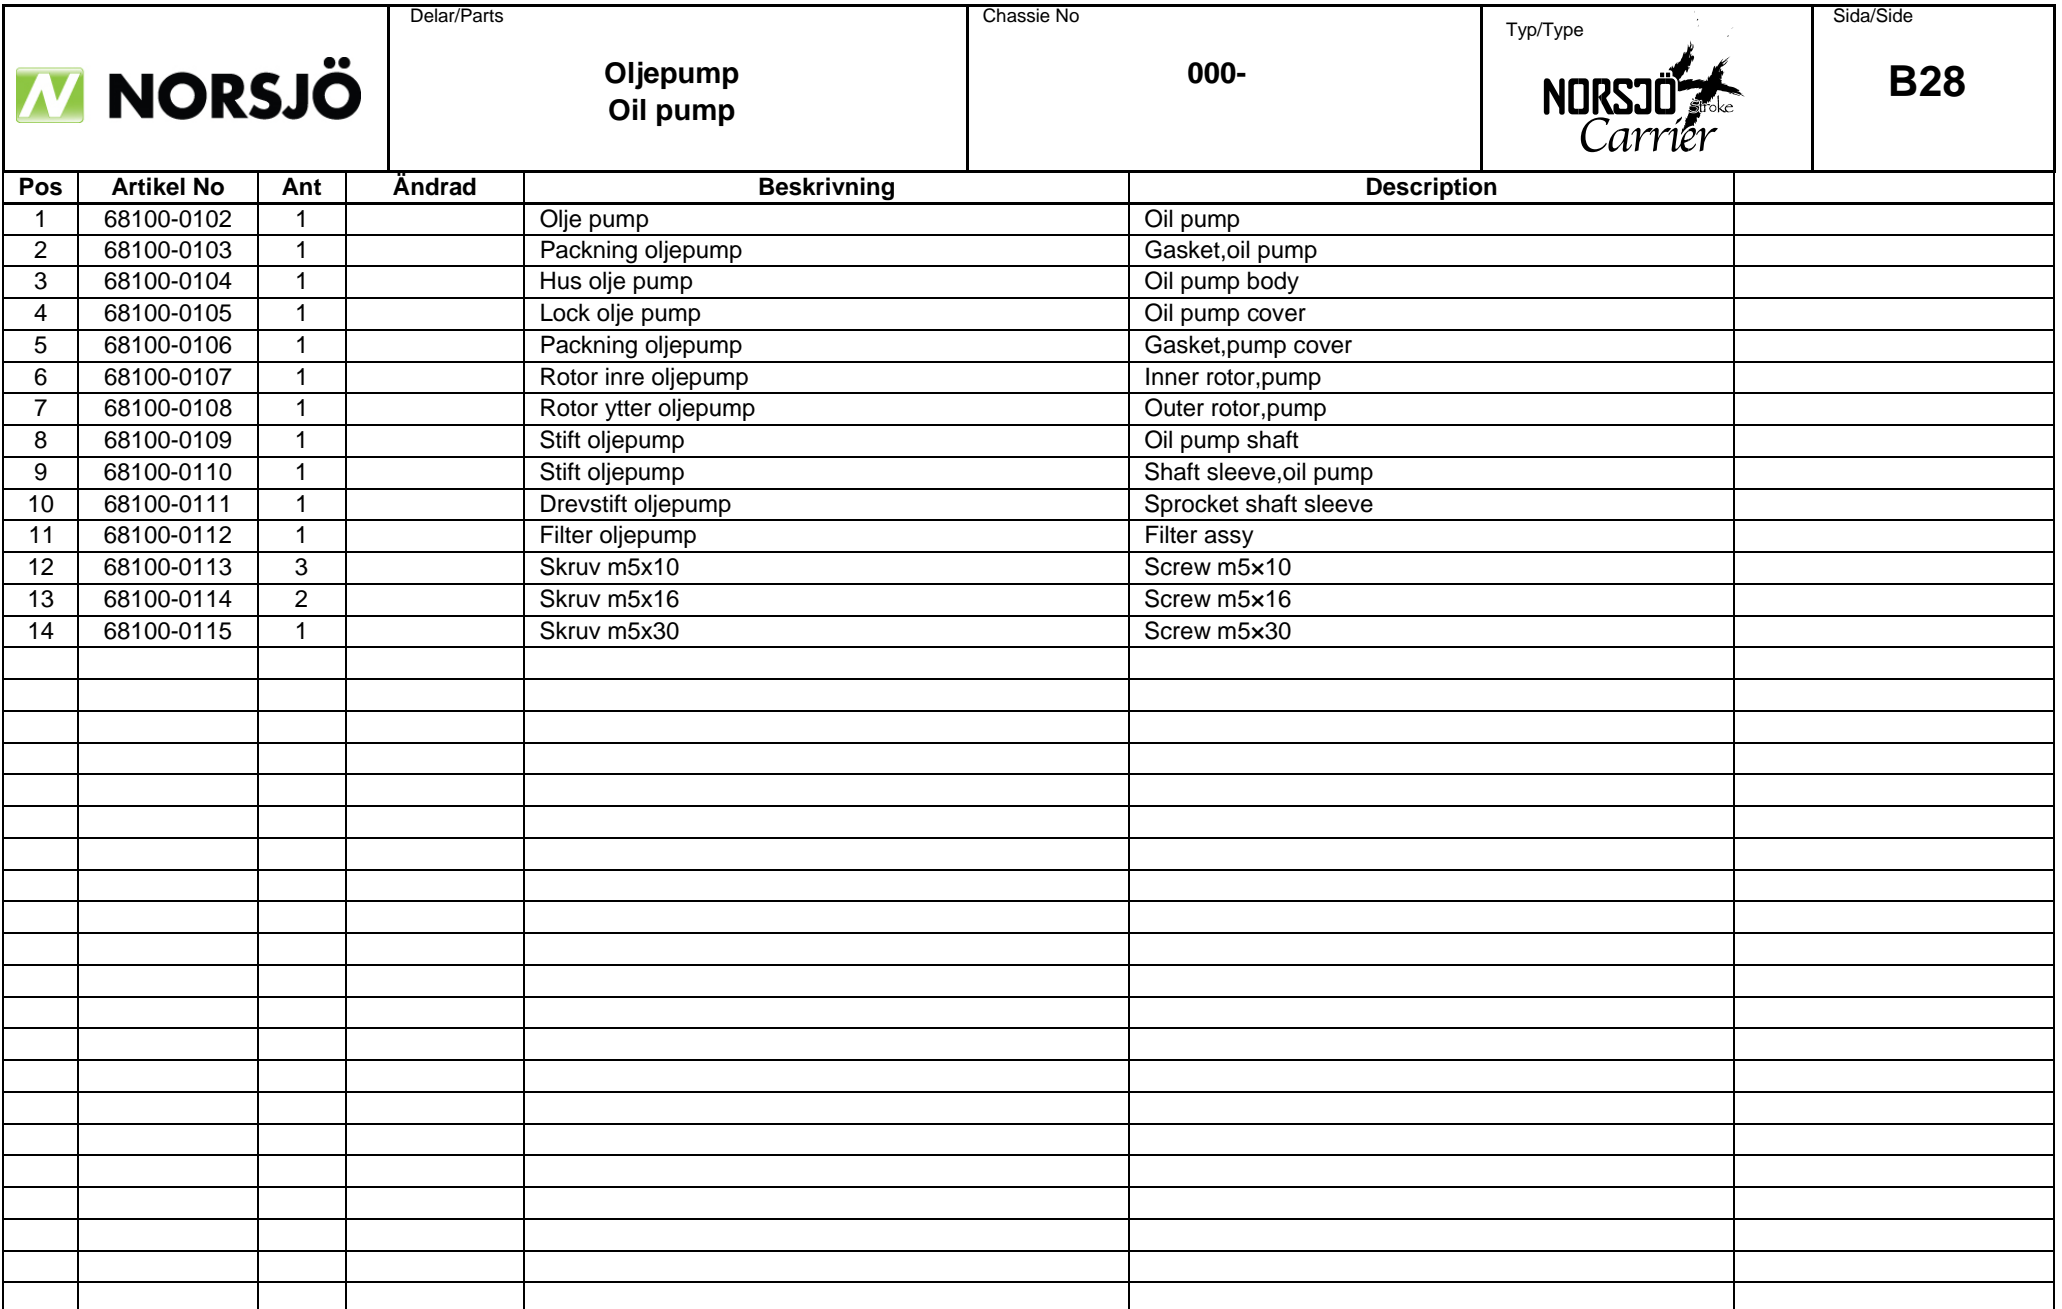 Delar/Parts
Chassie No
Typ/Type
Sida/Side
NORSJÖ
Oljepump
Oil pump
000-
NORSJÖ 4 stroke
Carrier
B28
Pos Artikel No Ant Ändrad Beskrivning Description
1 68100-0102 1 Olje pump Oil pump
2 68100-0103 1 Packning oljepump Gasket,oil pump
3 68100-0104 1 Hus olje pump Oil pump body
4 68100-0105 1 Lock olje pump Oil pump cover
5 68100-0106 1 Packning oljepump Gasket,pump cover
6 68100-0107 1 Rotor inre oljepump Inner rotor,pump
7 68100-0108 1 Rotor ytter oljepump Outer rotor,pump
8 68100-0109 1 Stift oljepump Oil pump shaft
9 68100-0110 1 Stift oljepump Shaft sleeve,oil pump
10 68100-0111 1 Drevstift oljepump Sprocket shaft sleeve
11 68100-0112 1 Filter oljepump Filter assy
12 68100-0113 3 Skruv m5x10 Screw m5×10
13 68100-0114 2 Skruv m5x16 Screw m5×16
14 68100-0115 1 Skruv m5x30 Screw m5×30